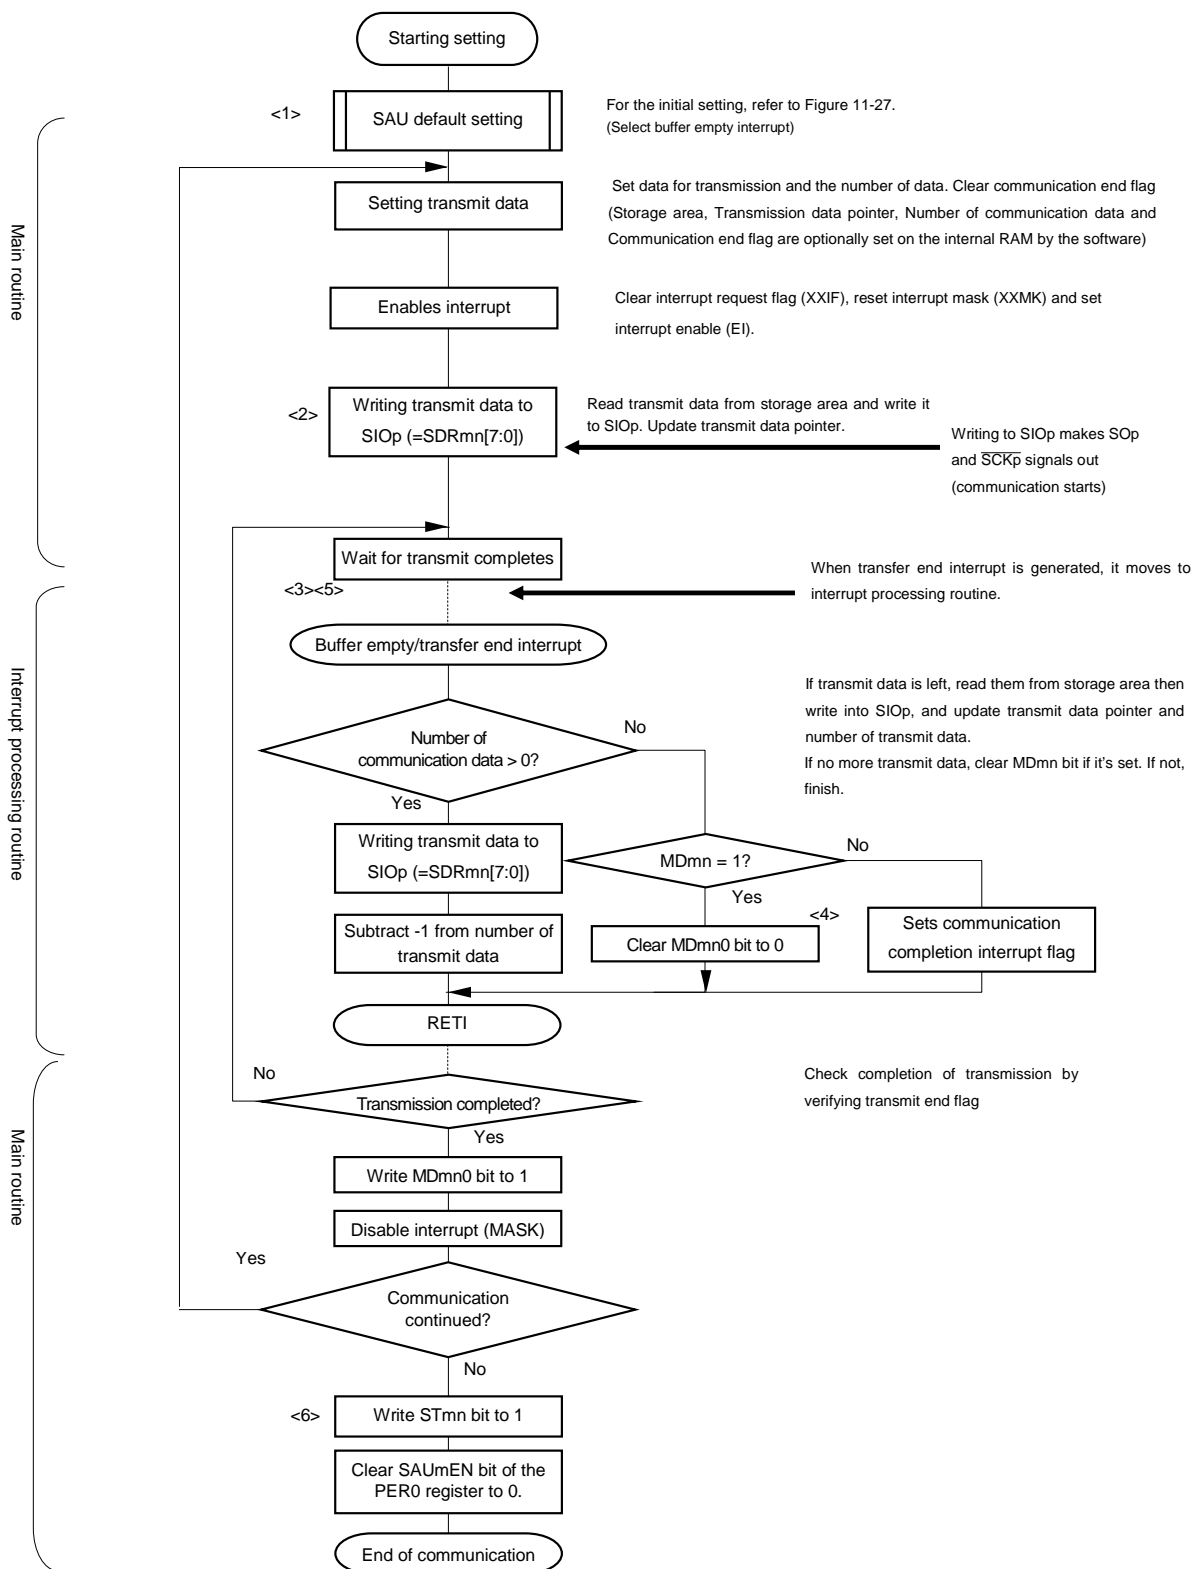 Starting setting
<1>
SAU default setting
For the initial setting, refer to Figure 11-27.
(Select buffer empty interrupt)
Setting transmit data
Set data for transmission and the number of data. Clear communication end flag
(Storage area, Transmission data pointer, Number of communication data and
Communication end flag are optionally set on the internal RAM by the software)
Main routine
Enables interrupt
Clear interrupt request flag (XXIF), reset interrupt mask (XXMK) and set
interrupt enable (EI).
<2>
Writing transmit data to
SIOp (=SDRmn[7:0])
Read transmit data from storage area and write it
to SIOp. Update transmit data pointer.
Writing to SIOp makes SOp
and SCKp signals out
(communication starts)
Wait for transmit completes
<3><5>
When transfer end interrupt is generated, it moves to
interrupt processing routine.
Buffer empty/transfer end interrupt
Interrupt processing routine
If transmit data is left, read them from storage area then
write into SIOp, and update transmit data pointer and
number of transmit data.
If no more transmit data, clear MDmn bit if it's set. If not,
finish.
Number of
communication data > 0?
No
Yes
Writing transmit data to
SIOp (=SDRmn[7:0])
MDmn = 1?
No
Yes
<4>
Subtract -1 from number of
transmit data
Clear MDmn0 bit to 0
Sets communication
completion interrupt flag
RETI
No
Transmission completed?
Check completion of transmission by
verifying transmit end flag
Yes
Main routine
Write MDmn0 bit to 1
Disable interrupt (MASK)
Yes
Communication
continued?
No
<6>
Write STmn bit to 1
Clear SAUmEN bit of the
PER0 register to 0.
End of communication